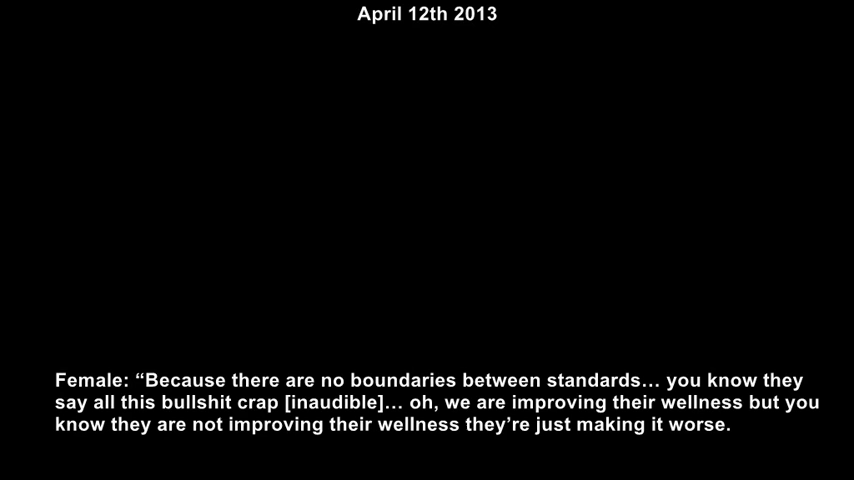 April 12th 2013
Female: “Because there are no boundaries between standards… you know they
say all this bullshit crap [inaudible]… oh, we are improving their wellness but you
know they are not improving their wellness they’re just making it worse.